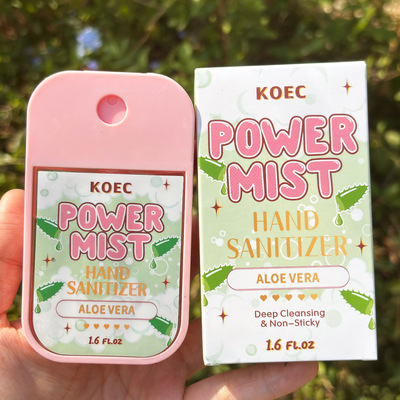 KOEC
POWER
MIST
HAND
SANITIZER
ALOE VERA
1.6 FL.OZ
KOEC
POWER
MIST
HAND
SANITIZER
ALOE VERA
Deep Cleansing
& Non-Sticky
1.6 FL.OZ